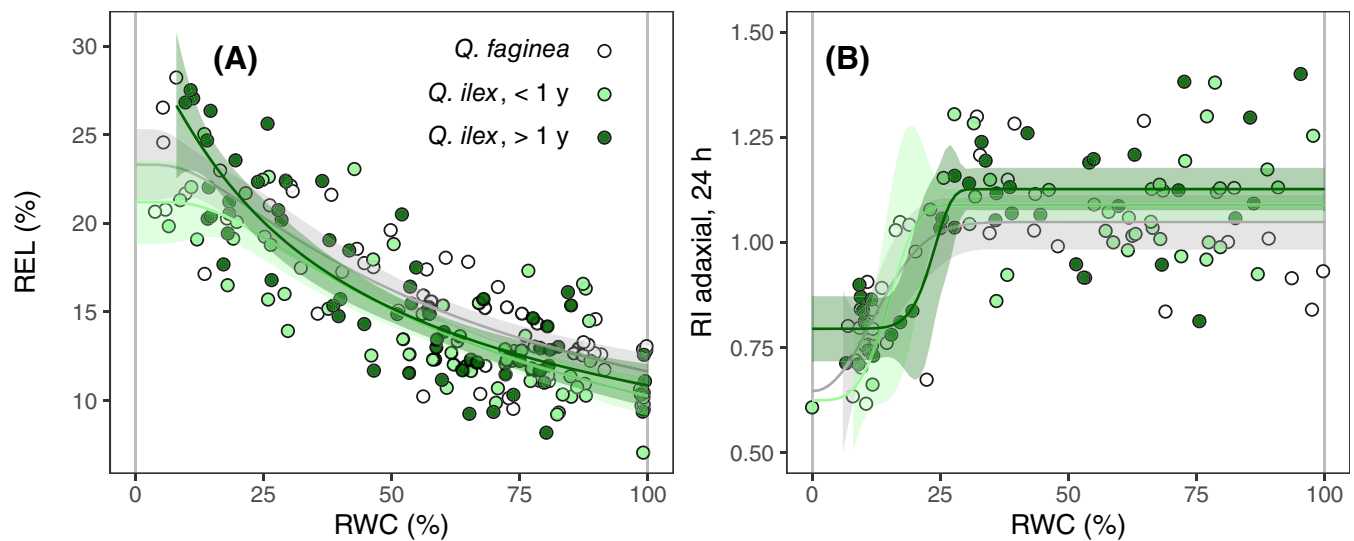 (A)
Q. faginea
Q. ilex, < 1 y
Q. ilex, > 1 y
REL (%)
30
25
20
15
10
0 25 50 75 100
RWC (%)
(B)
RI adaxial, 24 h
1.50
1.25
1.00
0.75
0.50
0 25 50 75 100
RWC (%)